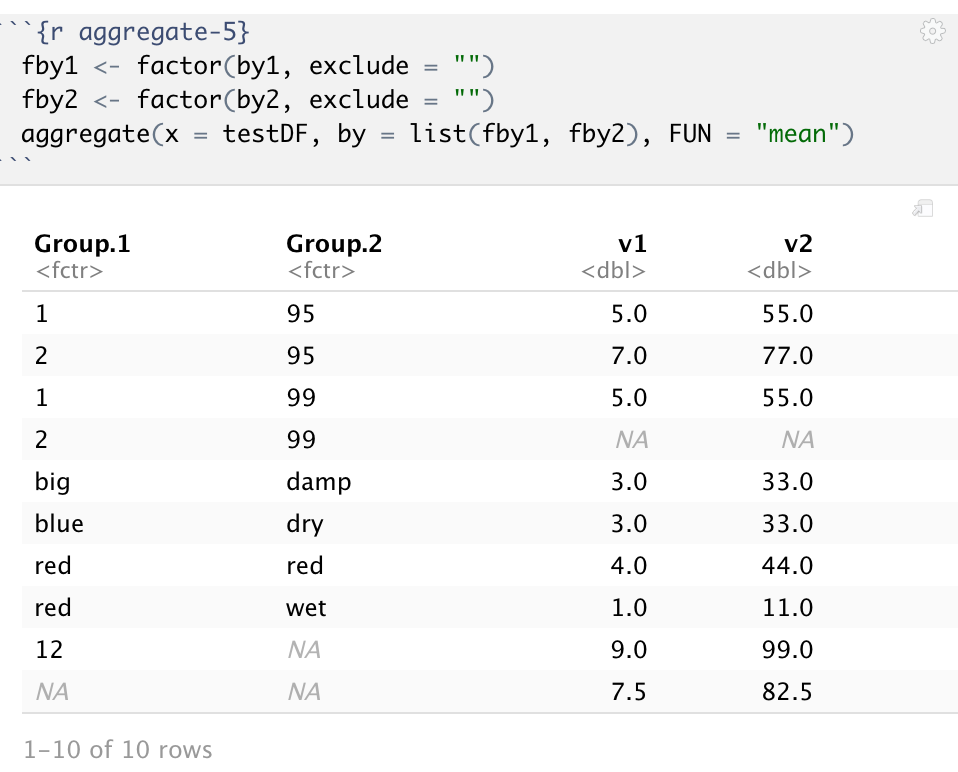 ```{r aggregate-5}
fby1 <- factor(by1, exclude = "")
fby2 <- factor(by2, exclude = "")
aggregate(x = testDF, by = list(fby1, fby2), FUN = "mean")
```
Group.1 Group.2 v1 v2
<fctr> <fctr> <dbl> <dbl>
1 95 5.0 55.0
2 95 7.0 77.0
1 99 5.0 55.0
2 99 NA NA
big damp 3.0 33.0
blue dry 3.0 33.0
red red 4.0 44.0
red wet 1.0 11.0
12 NA 9.0 99.0
NA NA 7.5 82.5
1-10 of 10 rows